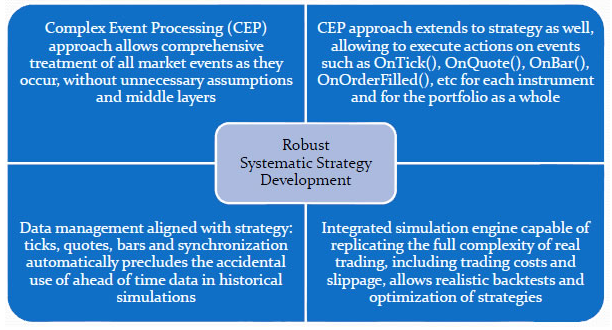 Complex Event Processing (CEP)
approach allows comprehensive
treatment of all market events as they
occur, without unnecessary assumptions
and middle layers
CEP approach extends to strategy as well,
allowing to execute actions on events
such as OnTick(), OnQuote(), OnBar(),
OnOrderFilled(), etc for each instrument
and for the portfolio as a whole
Robust
Systematic Strategy
Development
Data management aligned with strategy:
ticks, quotes, bars and synchronization
automatically precludes the accidental
use of ahead of time data in historical
simulations
Integrated simulation engine capable of
replicating the full complexity of real
trading, including trading costs and
slippage, allows realistic backtests and
optimization of strategies